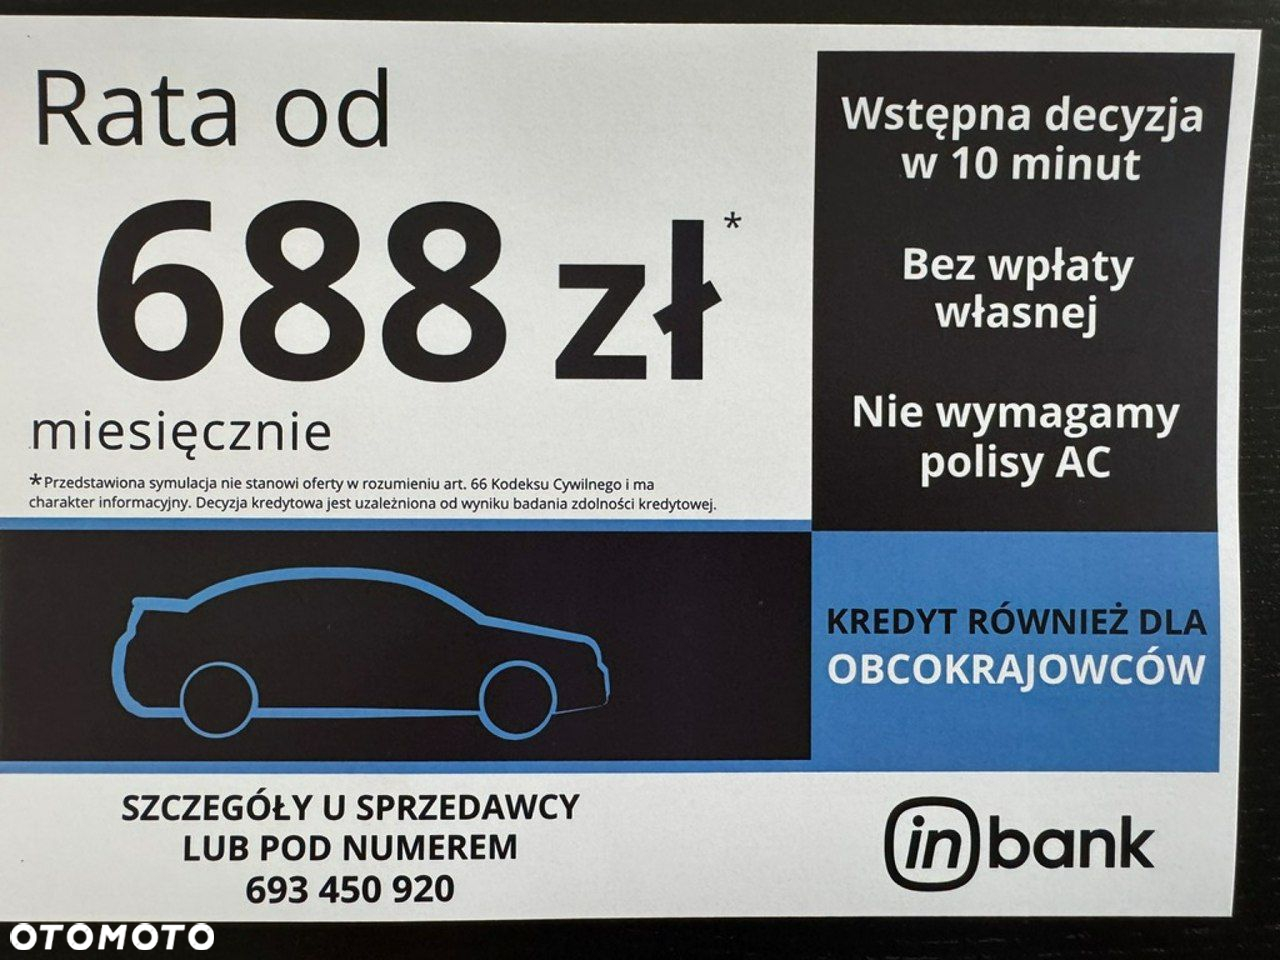 Rata od
688 zł*
miesięcznie
*Przedstawiona symulacja nie stanowi oferty w rozumieniu art. 66 Kodeksu Cywilnego i ma
charakter informacyjny. Decyzja kredytowa jest uzależniona od wyniku badania zdolności kredytowej.
Wstępna decyzja
w 10 minut
Bez wpłaty
własnej
Nie wymagamy
polisy AC
KREDYT RÓWNIEŻ DLA
OBCOKRAJOWCÓW
SZCZEGÓŁY U SPRZEDAWCY
LUB POD NUMEREM
693 450 920
inbank
OTOMOTO